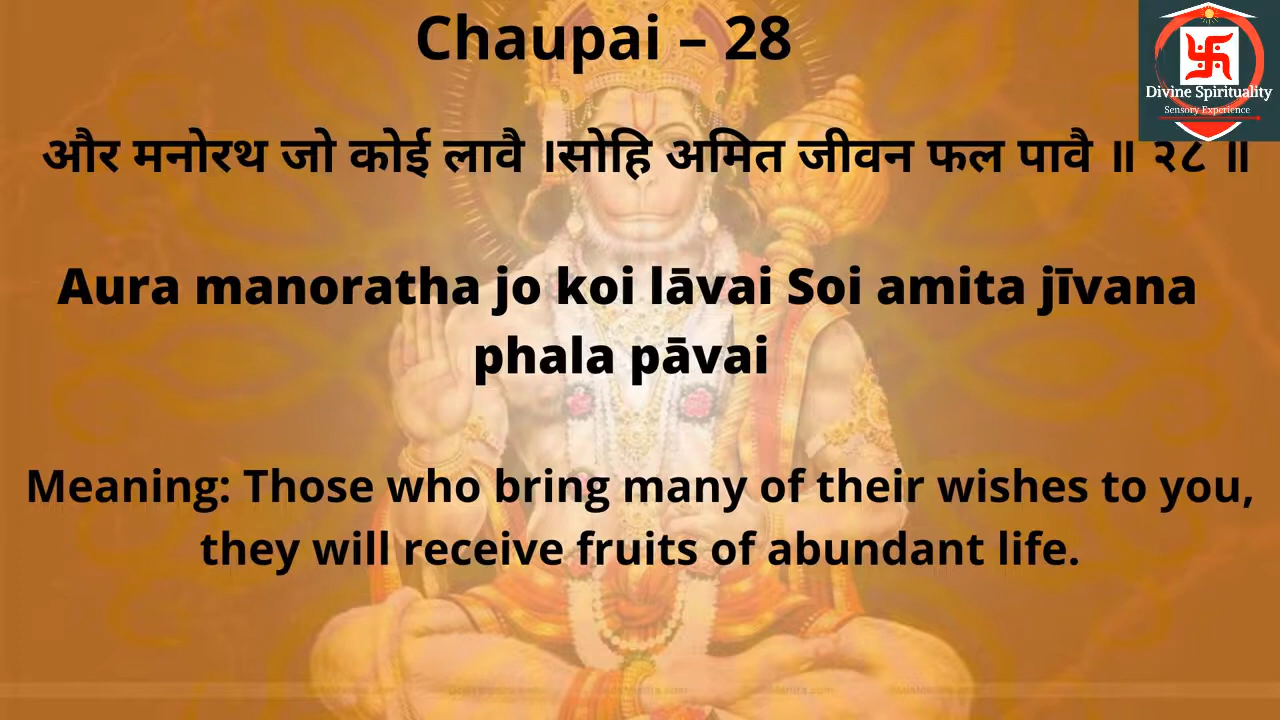 Chaupai – 28
Divine Spirituality
Sensory Experience
और मनोरथ जो कोई लावै ।सोहि अमित जीवन फल पावै ॥ २८ ॥
Aura manoratha jo koi lāvai Soi amita jīvana
phala pāvai
Meaning: Those who bring many of their wishes to you,
they will receive fruits of abundant life.